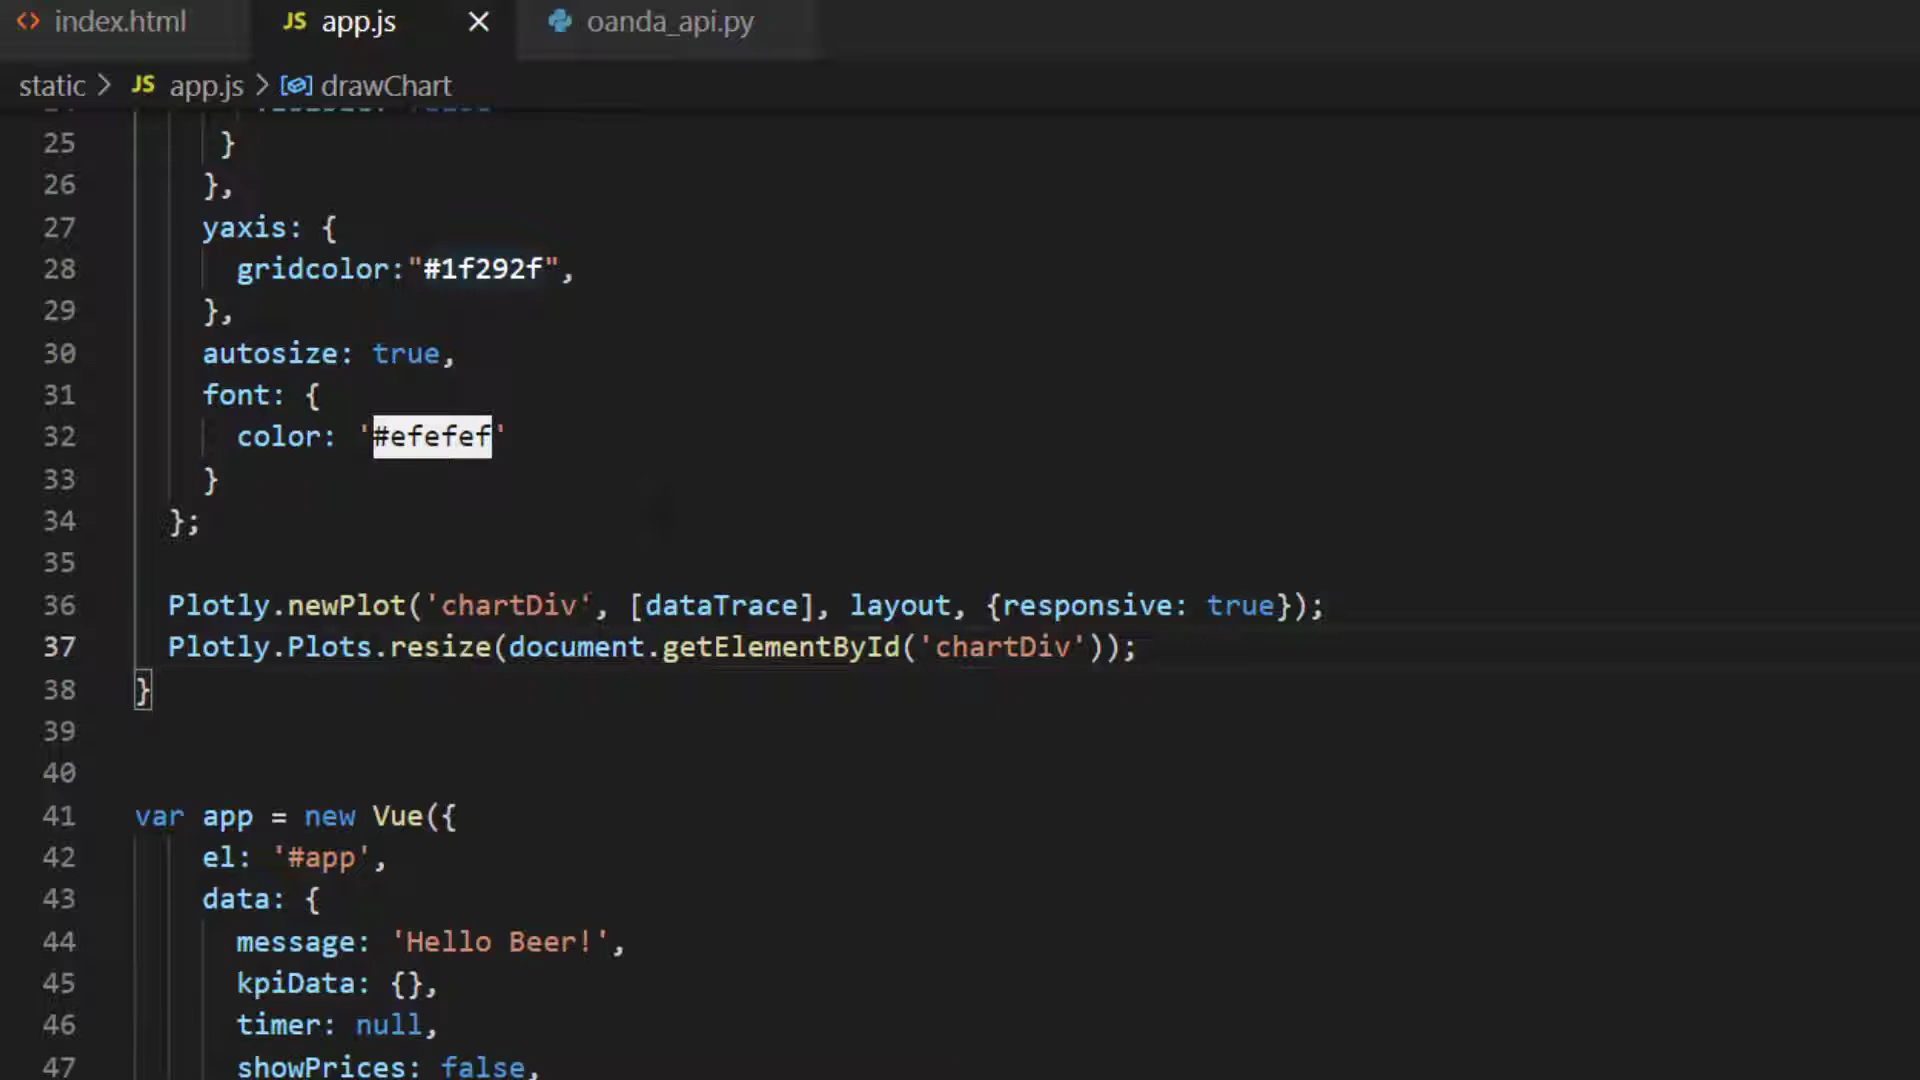 index.html
JS app.js
oanda_api.py
static > JS app.js > drawChart
25 }
26 },
27 yaxis: {
28 gridcolor:"#1f292f",
29 },
30 autosize: true,
31 font: {
32 color: '#efefef'
33 }
34 };
35
36 Plotly.newPlot('chartDiv', [dataTrace], layout, {responsive: true});
37 Plotly.Plots.resize(document.getElementById('chartDiv'));
38 }
39
40
41 var app = new Vue({
42 el: '#app',
43 data: {
44 message: 'Hello Beer!',
45 kpiData: {},
46 timer: null,
47 showPrices: false,